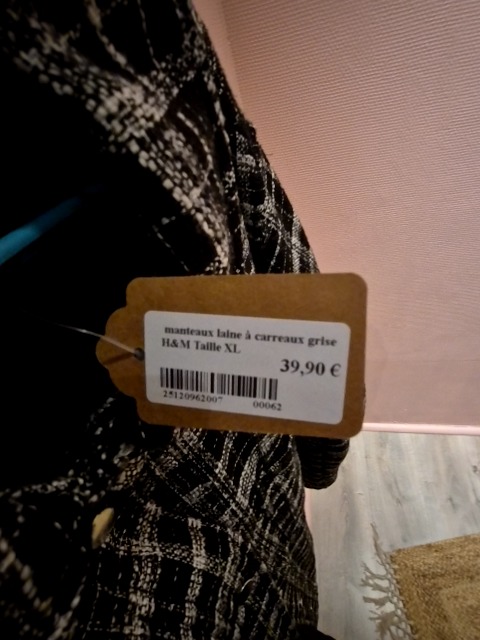 manteaux laine à carreaux grise
H&M Taille XL
39,90 €
25120962007 00062